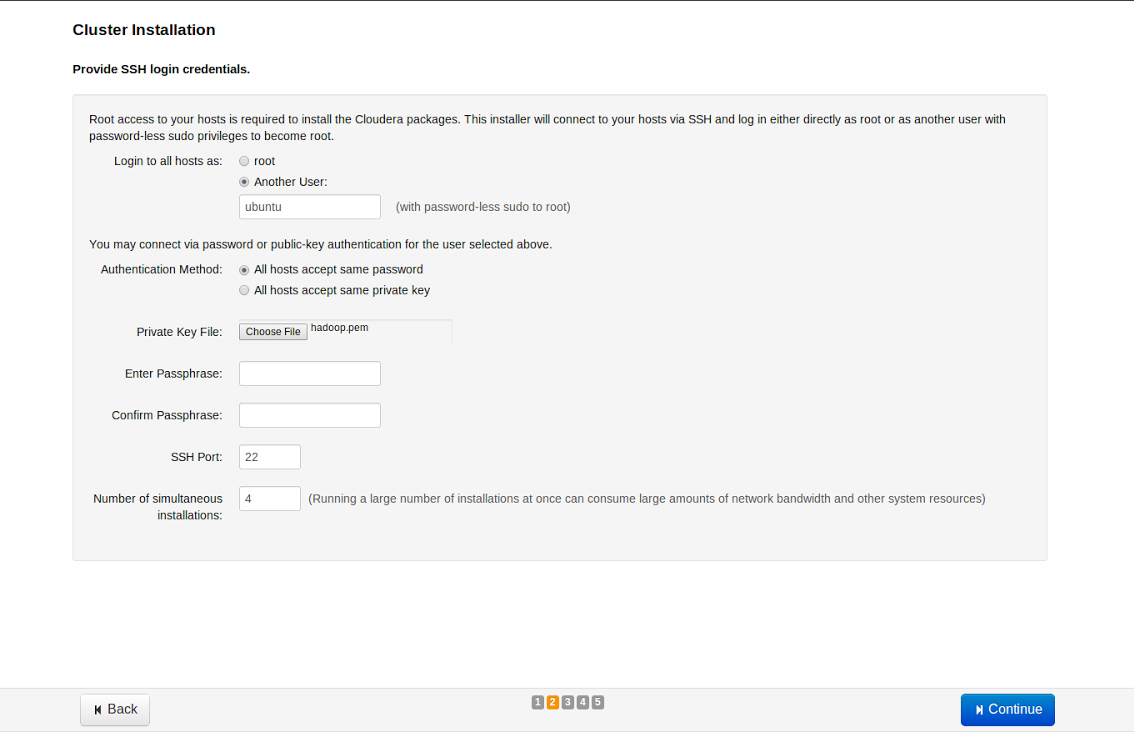 Cluster Installation
Provide SSH login credentials.
Root access to your hosts is required to install the Cloudera packages. This installer will connect to your hosts via SSH and log in either directly as root or as another user with
password-less sudo privileges to become root.
Login to all hosts as: root
Another User:
ubuntu (with password-less sudo to root)
You may connect via password or public-key authentication for the user selected above.
Authentication Method: All hosts accept same password
All hosts accept same private key
Private Key File: Choose File hadoop.pem
Enter Passphrase:
Confirm Passphrase:
SSH Port: 22
Number of simultaneous 4 (Running a large number of installations at once can consume large amounts of network bandwidth and other system resources)
installations:
Back 1 2 3 4 5 Continue